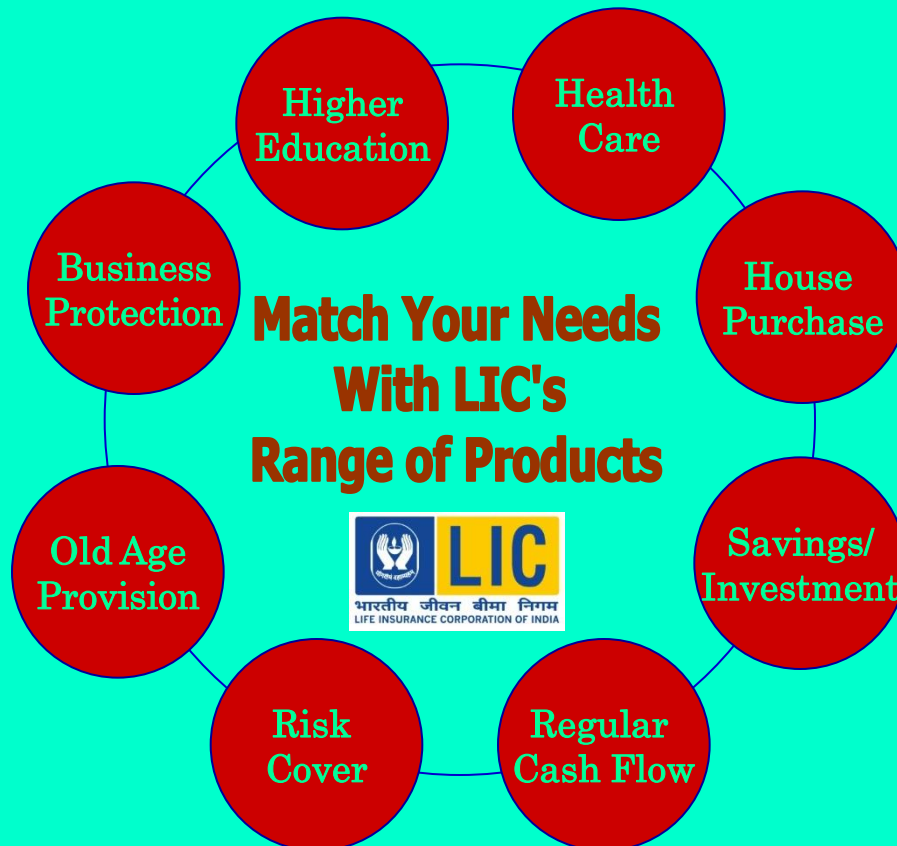 Higher
Education
Health
Care
Business
Protection
House
Purchase
Match Your Needs
With LIC's
Range of Products
Old Age
Provision
Savings/
Investment
LIC
भारतीय जीवन बीमा निगम
LIFE INSURANCE CORPORATION OF INDIA
Risk
Cover
Regular
Cash Flow